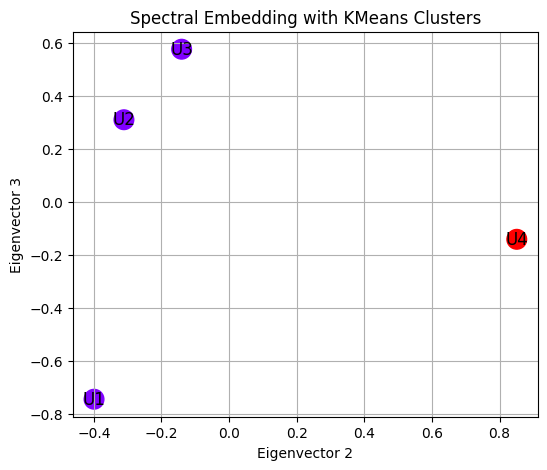 Spectral Embedding with KMeans Clusters
Eigenvector 3
0.6
0.4
0.2
0.0
−0.2
−0.4
−0.6
−0.8
U3
U2
U4
U1
−0.4
−0.2
0.0
0.2
0.4
0.6
0.8
Eigenvector 2